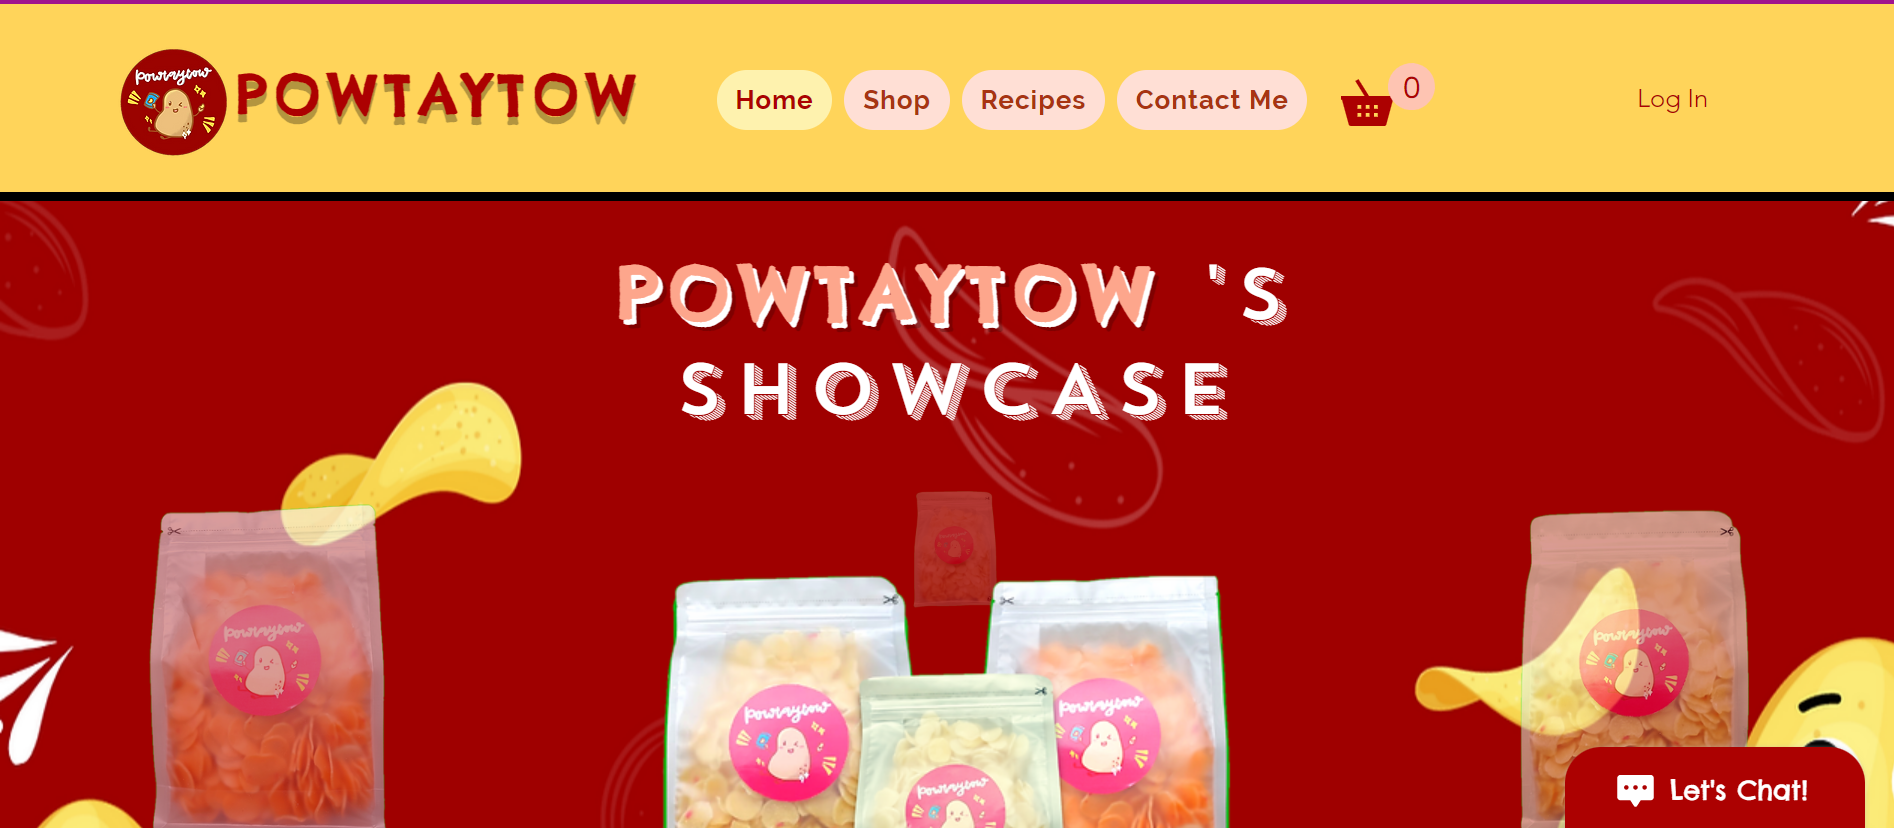 powtaytow
POWTAYTOW
Home
Shop
Recipes
Contact Me
0
Log In
POWTAYTOW 'S
SHOWCASE
powtaytow
powtaytow
powtaytow
powtaytow
powtaytow
Let's Chat!